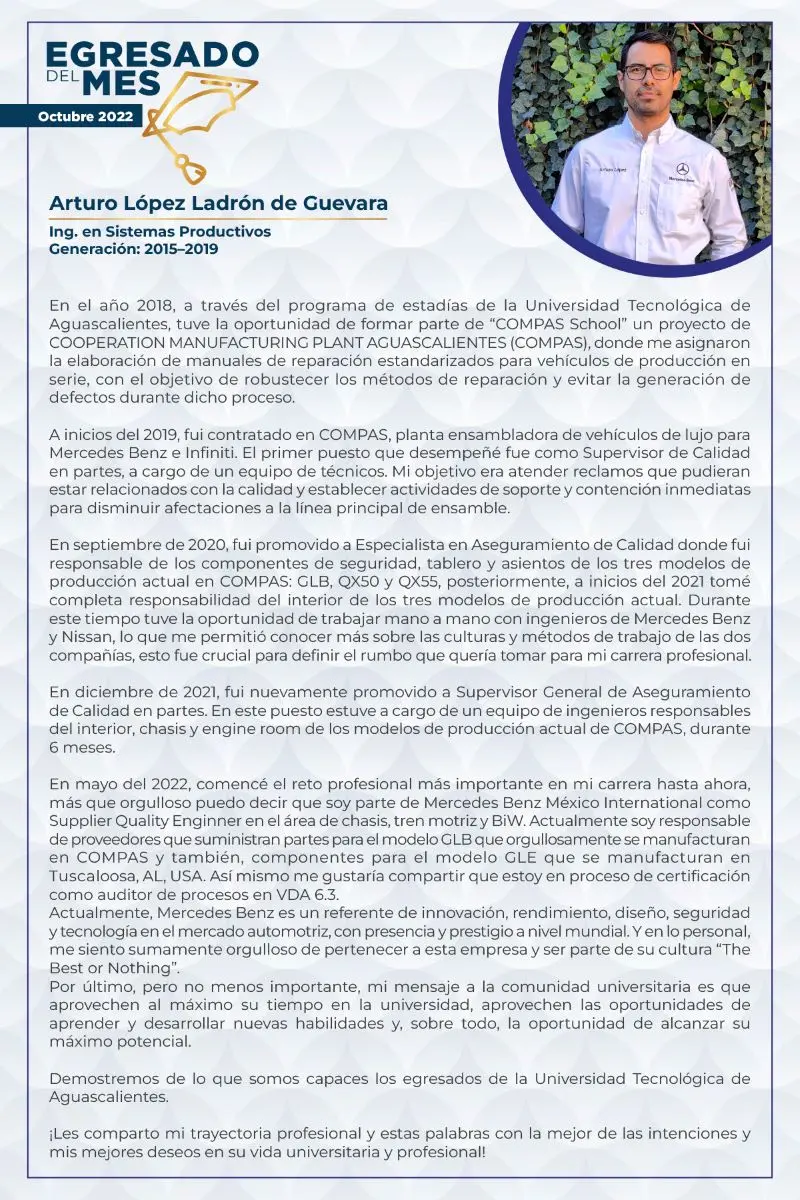 EGRESADO
DEL MES
Octubre 2022
Arturo López Ladrón de Guevara
Ing. en Sistemas Productivos
Generación: 2015–2019
Arturo López
Mercedes-Benz
En el año 2018, a través del programa de estadías de la Universidad Tecnológica de
Aguascalientes, tuve la oportunidad de formar parte de “COMPAS School” un proyecto de
COOPERATION MANUFACTURING PLANT AGUASCALIENTES (COMPAS), donde me asignaron
la elaboración de manuales de reparación estandarizados para vehículos de producción en
serie, con el objetivo de robustecer los métodos de reparación y evitar la generación de
defectos durante dicho proceso.
A inicios del 2019, fui contratado en COMPAS, planta ensambladora de vehículos de lujo para
Mercedes Benz e Infiniti. El primer puesto que desempeñé fue como Supervisor de Calidad
en partes, a cargo de un equipo de técnicos. Mi objetivo era atender reclamos que pudieran
estar relacionados con la calidad y establecer actividades de soporte y contención inmediatas
para disminuir afectaciones a la línea principal de ensamble.
En septiembre de 2020, fui promovido a Especialista en Aseguramiento de Calidad donde fui
responsable de los componentes de seguridad, tablero y asientos de los tres modelos de
producción actual en COMPAS: GLB, QX50 y QX55, posteriormente, a inicios del 2021 tomé
completa responsabilidad del interior de los tres modelos de producción actual. Durante
este tiempo tuve la oportunidad de trabajar mano a mano con ingenieros de Mercedes Benz
y Nissan, lo que me permitió conocer más sobre las culturas y métodos de trabajo de las dos
compañías, esto fue crucial para definir el rumbo que quería tomar para mi carrera profesional.
En diciembre de 2021, fui nuevamente promovido a Supervisor General de Aseguramiento
de Calidad en partes. En este puesto estuve a cargo de un equipo de ingenieros responsables
del interior, chasis y engine room de los modelos de producción actual de COMPAS, durante
6 meses.
En mayo del 2022, comencé el reto profesional más importante en mi carrera hasta ahora,
más que orgulloso puedo decir que soy parte de Mercedes Benz México International como
Supplier Quality Enginner en el área de chasis, tren motriz y BiW. Actualmente soy responsable
de proveedores que suministran partes para el modelo GLB que orgullosamente se manufacturan
en COMPAS y también, componentes para el modelo GLE que se manufacturan en
Tuscaloosa, AL, USA. Así mismo me gustaría compartir que estoy en proceso de certificación
como auditor de procesos en VDA 6.3.
Actualmente, Mercedes Benz es un referente de innovación, rendimiento, diseño, seguridad
y tecnología en el mercado automotriz, con presencia y prestigio a nivel mundial. Y en lo personal,
me siento sumamente orgulloso de pertenecer a esta empresa y ser parte de su cultura “The
Best or Nothing”.
Por último, pero no menos importante, mi mensaje a la comunidad universitaria es que
aprovechen al máximo su tiempo en la universidad, aprovechen las oportunidades de
aprender y desarrollar nuevas habilidades y, sobre todo, la oportunidad de alcanzar su
máximo potencial.
Demostremos de lo que somos capaces los egresados de la Universidad Tecnológica de
Aguascalientes.
¡Les comparto mi trayectoria profesional y estas palabras con la mejor de las intenciones y
mis mejores deseos en su vida universitaria y profesional!